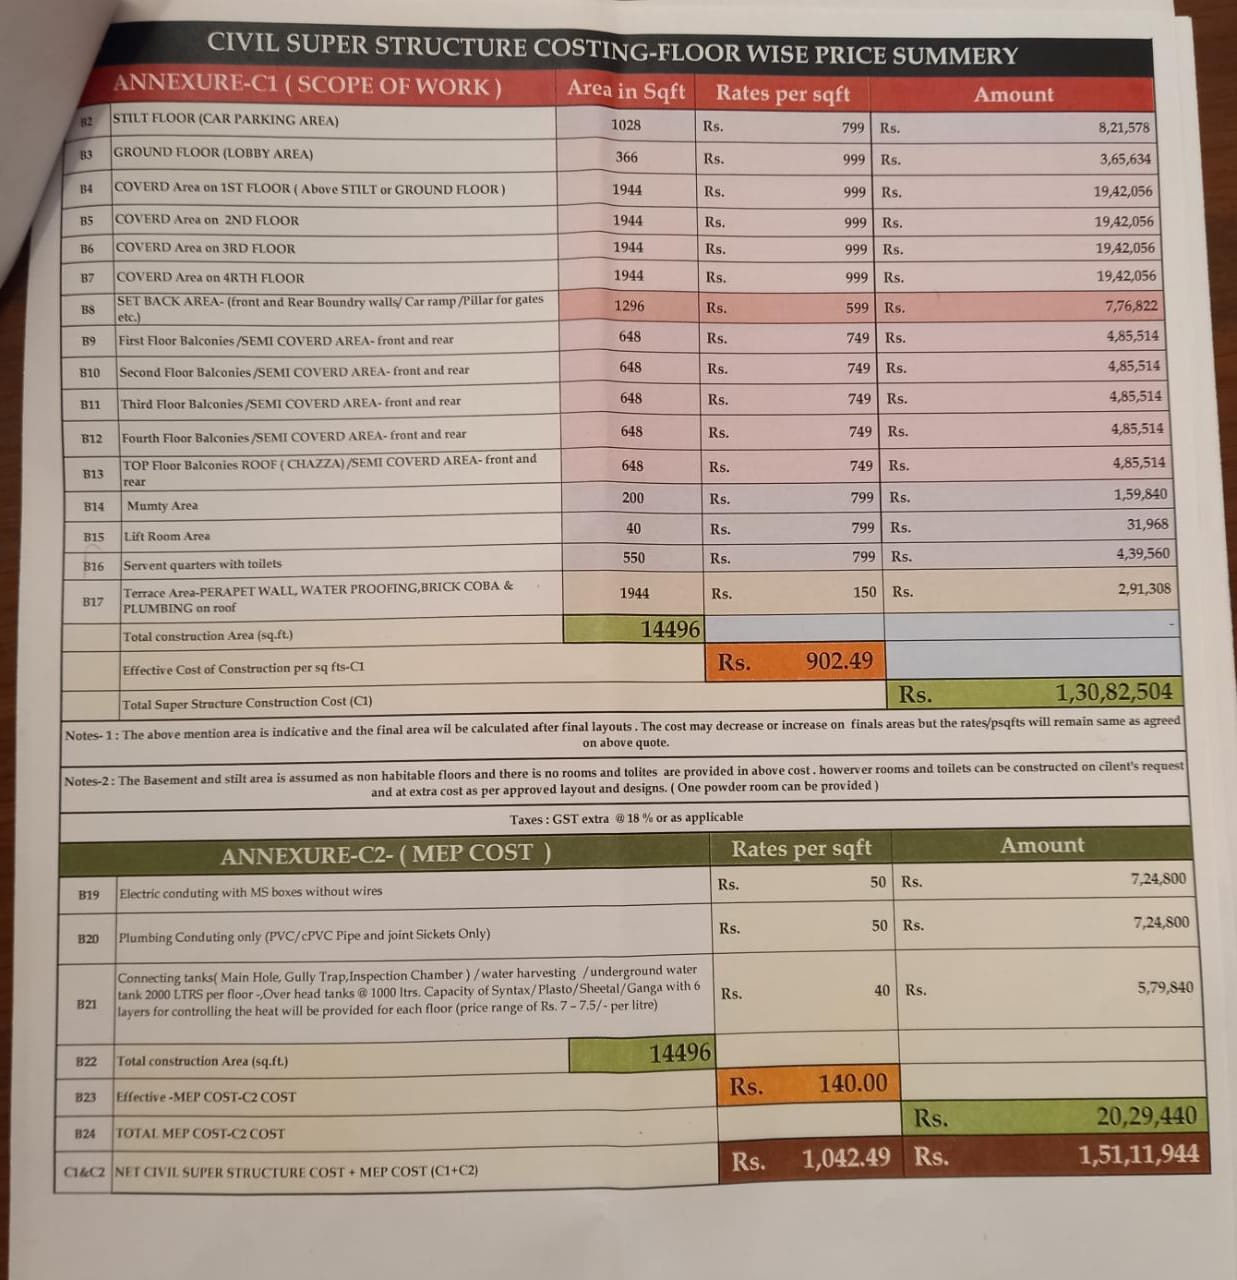 CIVIL SUPER STRUCTURE COSTING-FLOOR WISE PRICE SUMMERY
ANNEXURE-C1 ( SCOPE OF WORK ) Area in Sqft Rates per sqft Amount
B2 STILT FLOOR (CAR PARKING AREA) 1028 Rs. 799 Rs. 8,21,578
B3 GROUND FLOOR (LOBBY AREA) 366 Rs. 999 Rs. 3,65,634
B4 COVERD Area on 1ST FLOOR ( Above STILT or GROUND FLOOR ) 1944 Rs. 999 Rs. 19,42,056
B5 COVERD Area on 2ND FLOOR 1944 Rs. 999 Rs. 19,42,056
B6 COVERD Area on 3RD FLOOR 1944 Rs. 999 Rs. 19,42,056
B7 COVERD Area on 4RTH FLOOR 1944 Rs. 999 Rs. 19,42,056
B8 SET BACK AREA- (front and Rear Boundry walls/ Car ramp /Pillar for gates
etc.) 1296 Rs. 599 Rs. 7,76,822
B9 First Floor Balconies /SEMI COVERD AREA- front and rear 648 Rs. 749 Rs. 4,85,514
B10 Second Floor Balconies /SEMI COVERD AREA- front and rear 648 Rs. 749 Rs. 4,85,514
B11 Third Floor Balconies /SEMI COVERD AREA- front and rear 648 Rs. 749 Rs. 4,85,514
B12 Fourth Floor Balconies /SEMI COVERD AREA- front and rear 648 Rs. 749 Rs. 4,85,514
B13 TOP Floor Balconies ROOF ( CHAZZA) /SEMI COVERD AREA- front and
rear 648 Rs. 749 Rs. 4,85,514
B14 Mumty Area 200 Rs. 799 Rs. 1,59,840
B15 Lift Room Area 40 Rs. 799 Rs. 31,968
B16 Servent quarters with toilets 550 Rs. 799 Rs. 4,39,560
B17 Terrace Area-PERAPET WALL, WATER PROOFING,BRICK COBA &
PLUMBING on roof 1944 Rs. 150 Rs. 2,91,308
Total construction Area (sq.ft.) 14496 -
Effective Cost of Construction per sq fts-C1 Rs. 902.49
Total Super Structure Construction Cost (C1) Rs. 1,30,82,504
Notes- 1 : The above mention area is indicative and the final area wil be calculated after final layouts . The cost may decrease or increase on finals areas but the rates/psqfts will remain same as agreed
on above quote.
Notes-2 : The Basement and stilt area is assumed as non habitable floors and there is no rooms and tolites are provided in above cost . howerver rooms and toilets can be constructed on cilent's request
and at extra cost as per approved layout and designs. ( One powder room can be provided )
Taxes : GST extra @ 18 % or as applicable
ANNEXURE-C2- ( MEP COST ) Rates per sqft Amount
B19 Electric conduting with MS boxes without wires Rs. 50 Rs. 7,24,800
B20 Plumbing Conduting only (PVC/cPVC Pipe and joint Sickets Only) Rs. 50 Rs. 7,24,800
B21 Connecting tanks( Main Hole, Gully Trap,Inspection Chamber ) /water harvesting /underground water
tank 2000 LTRS per floor -,Over head tanks @ 1000 ltrs. Capacity of Syntax/Plasto/Sheetal/Ganga with 6
layers for controlling the heat will be provided for each floor (price range of Rs. 7 – 7.5/- per litre) Rs. 40 Rs. 5,79,840
B22 Total construction Area (sq.ft.) 14496
B23 Effective -MEP COST-C2 COST Rs. 140.00
B24 TOTAL MEP COST-C2 COST Rs. 20,29,440
C1&C2 NET CIVIL SUPER STRUCTURE COST + MEP COST (C1+C2) Rs. 1,042.49 Rs. 1,51,11,944